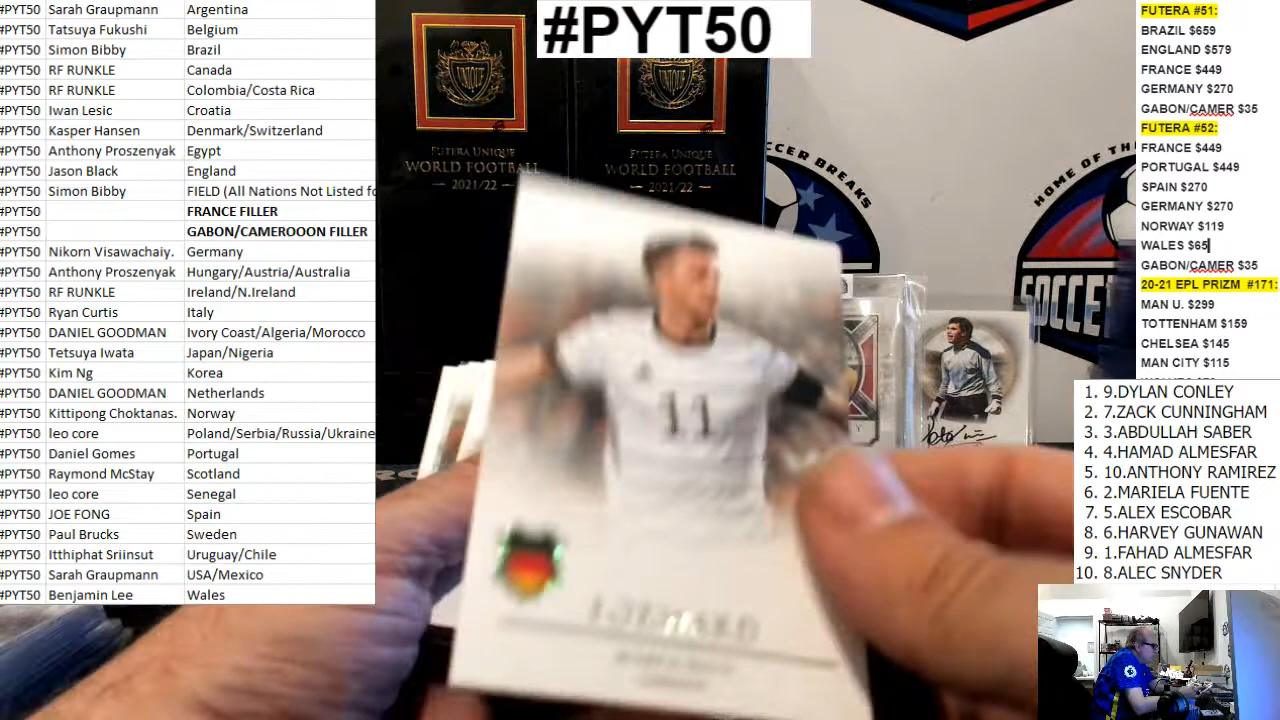 #PYT50 Sarah Graupmann Argentina
#PYT50 Tatsuya Fukushi Belgium
#PYT50 Simon Bibby Brazil
#PYT50 RF RUNKLE Canada
#PYT50 RF RUNKLE Colombia/Costa Rica
#PYT50 Iwan Lesic Croatia
#PYT50 Kasper Hansen Denmark/Switzerland
#PYT50 Anthony Proszenyak Egypt
#PYT50 Jason Black England
#PYT50 Simon Bibby FIELD (All Nations Not Listed fo
#PYT50 FRANCE FILLER
#PYT50 GABON/CAMEROOON FILLER
#PYT50 Nikorn Visawachaiy. Germany
#PYT50 Anthony Proszenyak Hungary/Austria/Australia
#PYT50 RF RUNKLE Ireland/N.Ireland
#PYT50 Ryan Curtis Italy
#PYT50 DANIEL GOODMAN Ivory Coast/Algeria/Morocco
#PYT50 Tetsuya Iwata Japan/Nigeria
#PYT50 Kim Ng Korea
#PYT50 DANIEL GOODMAN Netherlands
#PYT50 Kittipong Choktanas. Norway
#PYT50 leo core Poland/Serbia/Russia/Ukraine
#PYT50 Daniel Gomes Portugal
#PYT50 Raymond McStay Scotland
#PYT50 leo core Senegal
#PYT50 JOE FONG Spain
#PYT50 Paul Brucks Sweden
#PYT50 Itthiphat Sriinsut Uruguay/Chile
#PYT50 Sarah Graupmann USA/Mexico
#PYT50 Benjamin Lee Wales
#PYT50
UNIQUE
FUTERA UNIQUE
WORLD FOOTBALL
2021/22
UNIQUE
FUTERA UNIQUE
WORLD FOOTBALL
2021/22
CCER BREAKS
HOME OF TH
SOCCE
11
FUTERA #51:
BRAZIL $659
ENGLAND $579
FRANCE $449
GERMANY $270
GABON/CAMER $35
FUTERA #52:
FRANCE $449
PORTUGAL $449
SPAIN $270
GERMANY $270
NORWAY $119
WALES $65
GABON/CAMER $35
20-21 EPL PRIZM #171:
MAN U. $299
TOTTENHAM $159
CHELSEA $145
MAN CITY $115
1. 9.DYLAN CONLEY
2. 7.ZACK CUNNINGHAM
3. 3.ABDULLAH SABER
4. 4.HAMAD ALMESFAR
5. 10.ANTHONY RAMIREZ
6. 2.MARIELA FUENTE
7. 5.ALEX ESCOBAR
8. 6.HARVEY GUNAWAN
9. 1.FAHAD ALMESFAR
10. 8.ALEC SNYDER